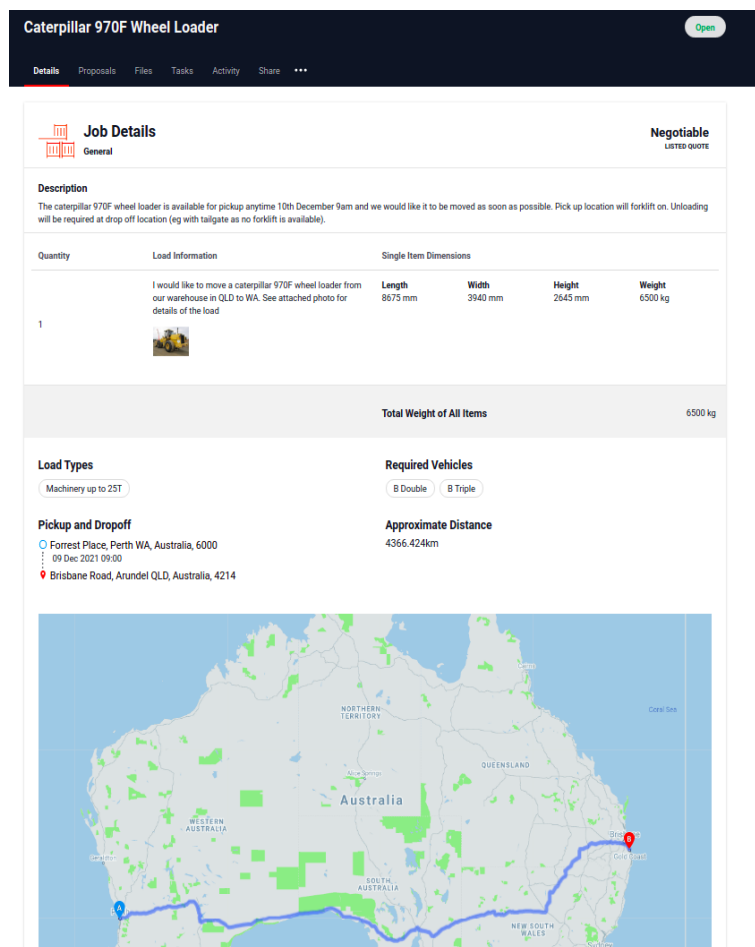 Caterpillar 970F Wheel Loader
Open
Details Proposals Files Tasks Activity Share •••
Job Details
General
Negotiable
LISTED QUOTE
Description
The caterpillar 970F wheel loader is available for pickup anytime 10th December 9am and we would like it to be moved as soon as possible. Pick up location will forklift on. Unloading
will be required at drop off location (eg with tailgate as no forklift is available).
Quantity Load Information Single Item Dimensions
1
I would like to move a caterpillar 970F wheel loader from
our warehouse in QLD to WA. See attached photo for
details of the load
Length Width Height Weight
8675 mm 3940 mm 2645 mm 6500 kg
Total Weight of All Items 6500 kg
Load Types
Machinery up to 25T
Required Vehicles
B Double B Triple
Pickup and Dropoff
Forrest Place, Perth WA, Australia, 6000
09 Dec 2021 09:00
Brisbane Road, Arundel QLD, Australia, 4214
Approximate Distance
4366.424km
Cairns
Coral Sea
NORTHERN
TERRITORY
QUEENSLAND
Alice Springs
Australia
WESTERN
AUSTRALIA
B
Gold Coast
Geraldton
SOUTH
AUSTRALIA
A
NEW SOUTH
WALES
Sydney